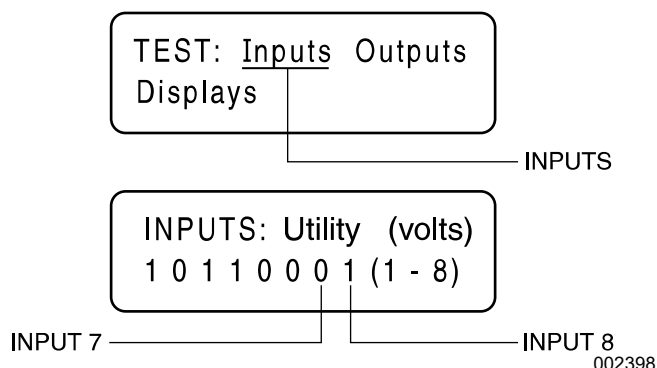 TEST: Inputs Outputs
Displays
INPUTS
INPUTS: Utility (volts)
1 0 1 1 0 0 0 1 (1 - 8)
INPUT 7
INPUT 8
002398